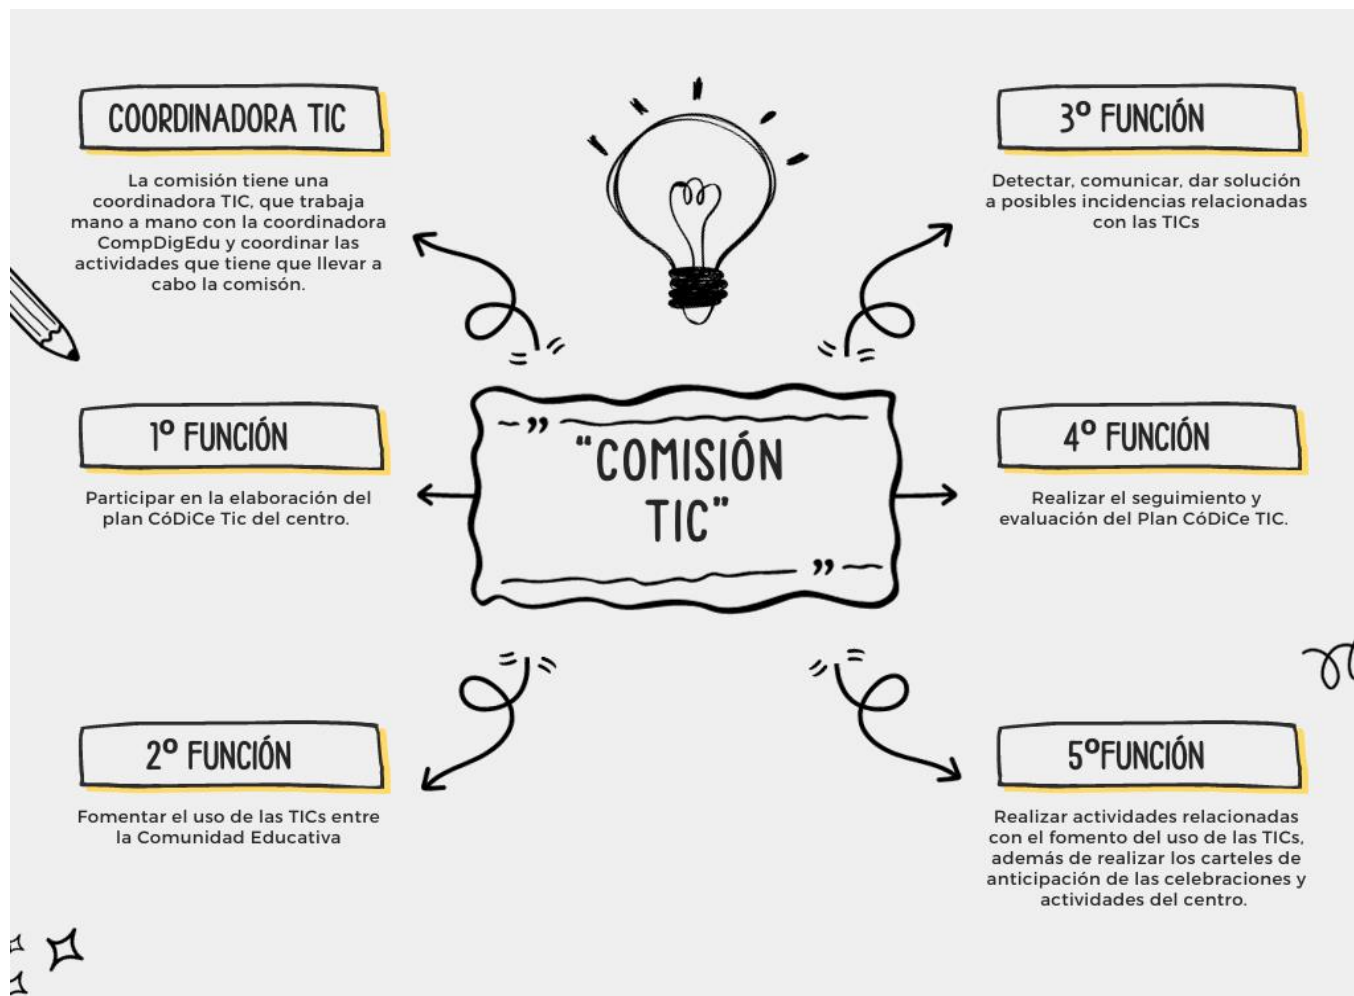 COORDINADORA TIC
La comisión tiene una
coordinadora TIC, que trabaja
mano a mano con la coordinadora
CompDigEdu y coordinar las
actividades que tiene que llevar a
cabo la comisón.
1º FUNCIÓN
Participar en la elaboración del
plan CóDiCe Tic del centro.
2º FUNCIÓN
Fomentar el uso de las TICs entre
la Comunidad Educativa
"COMISIÓN
TIC"
3º FUNCIÓN
Detectar, comunicar, dar solución
a posibles incidencias relacionadas
con las TICs
4º FUNCIÓN
Realizar el seguimiento y
evaluación del Plan CóDiCe TIC.
5ºFUNCIÓN
Realizar actividades relacionadas
con el fomento del uso de las TICs,
además de realizar los carteles de
anticipación de las celebraciones y
actividades del centro.